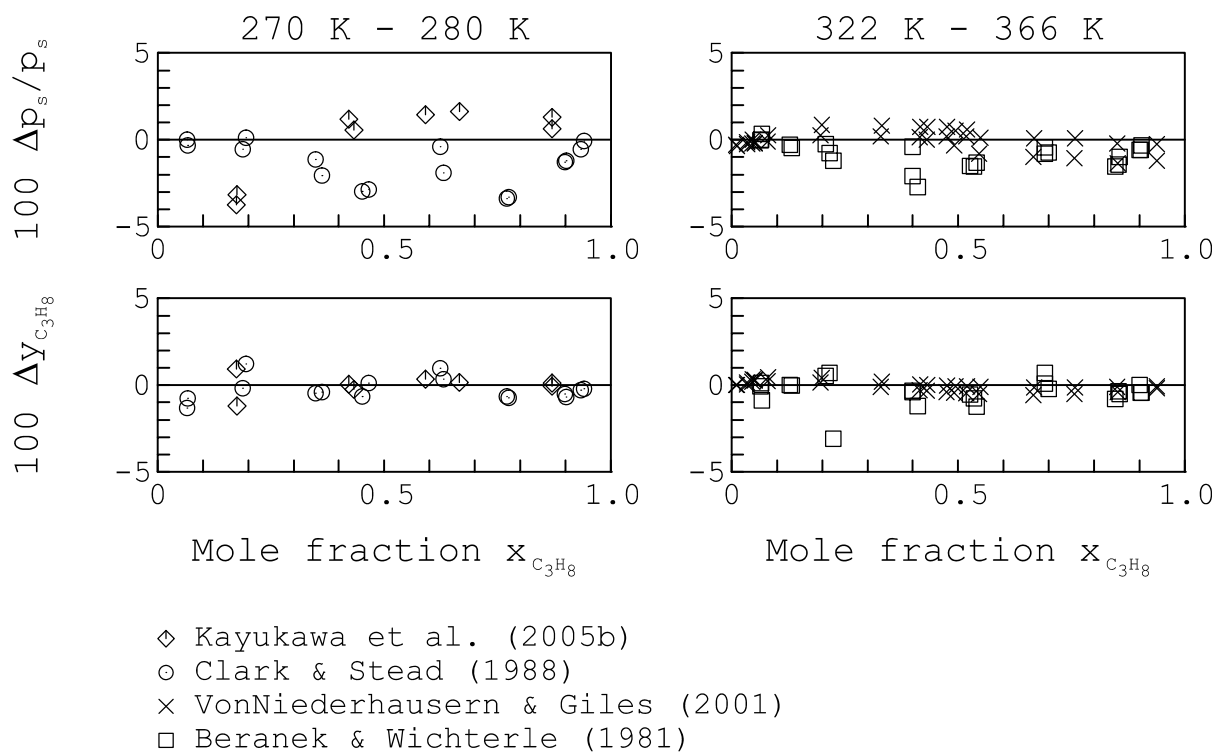 270 K – 280 K
322 K – 366 K
100 Δpₛ/pₛ
5
0
−5
0
0.5
1.0
5
0
−5
0
0.5
1.0
100 Δy_C₃H₈
5
0
−5
0
0.5
1.0
5
0
−5
0
0.5
1.0
Mole fraction x_C₃H₈
Mole fraction x_C₃H₈
Kayukawa et al. (2005b)
Clark & Stead (1988)
VonNiederhausern & Giles (2001)
Beranek & Wichterle (1981)